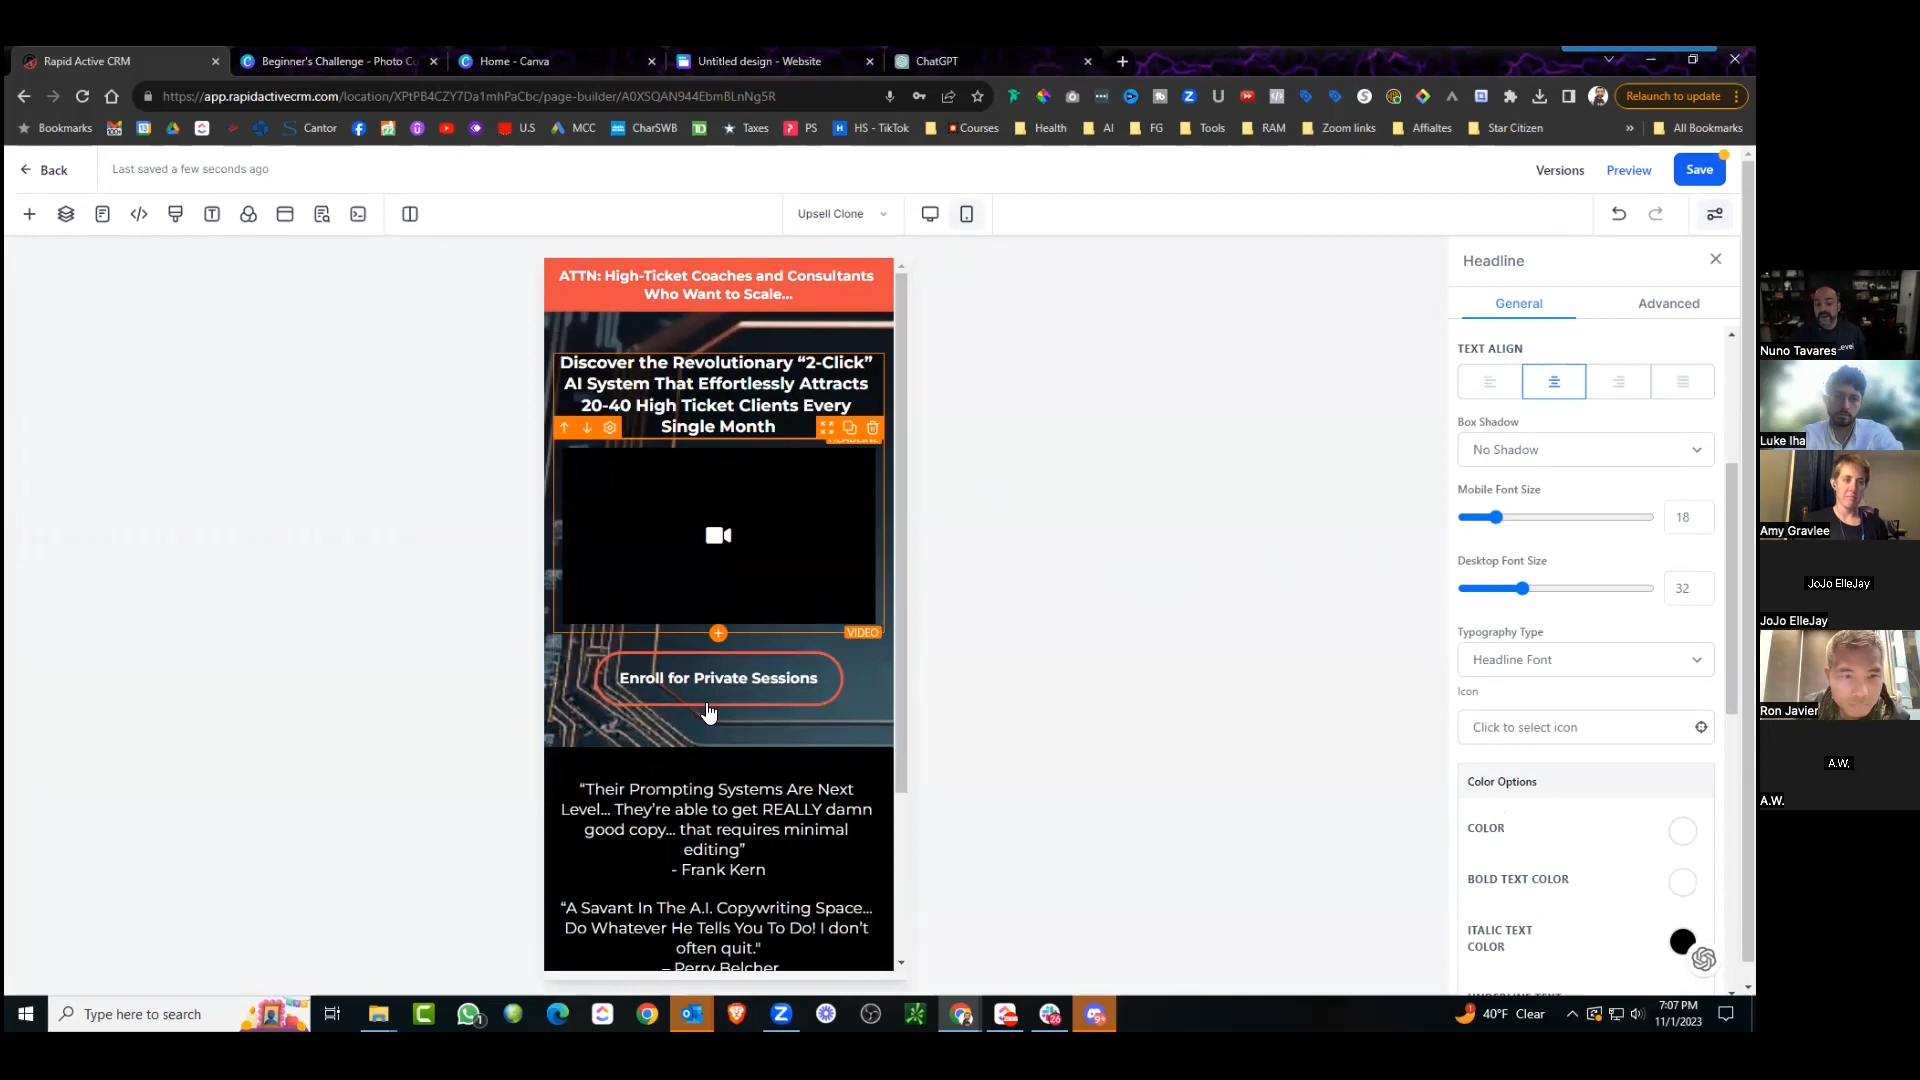 Rapid Active CRM
Beginner's Challenge - Photo Co
Home - Canva
Untitled design - Website
ChatGPT
https://app.rapidactivecrm.com/location/XPtPB4CZY7Da1mhPaCbc/page-builder/A0XSQAN944EbmBLnNg5R
Relaunch to update
Bookmarks
Cantor
U.S
MCC
CharSWB
Taxes
PS
HS - TikTok
Courses
Health
AI
FG
Tools
RAM
Zoom links
Affialtes
Star Citizen
»
All Bookmarks
Back
Last saved a few seconds ago
Versions
Preview
Save
Upsell Clone
Headline
General
Advanced
ATTN: High-Ticket Coaches and Consultants
Who Want to Scale...
Discover the Revolutionary “2-Click”
AI System That Effortlessly Attracts
20-40 High Ticket Clients Every
Single Month
HEADLINE
VIDEO
Enroll for Private Sessions
“Their Prompting Systems Are Next
Level... They’re able to get REALLY damn
good copy... that requires minimal
editing”
- Frank Kern
“A Savant In The A.I. Copywriting Space...
Do Whatever He Tells You To Do! I don’t
often quit."
– Perry Belcher
TEXT ALIGN
Box Shadow
No Shadow
Mobile Font Size
18
Desktop Font Size
32
Typography Type
Headline Font
Icon
Click to select icon
Color Options
COLOR
BOLD TEXT COLOR
ITALIC TEXT
COLOR
UNDERLINE TEXT
Nuno Tavares
Luke Iha
Amy Gravlee
JoJo ElleJay
JoJo ElleJay
Ron Javier
A.W.
A.W.
Type here to search
40°F Clear
7:07 PM
11/1/2023